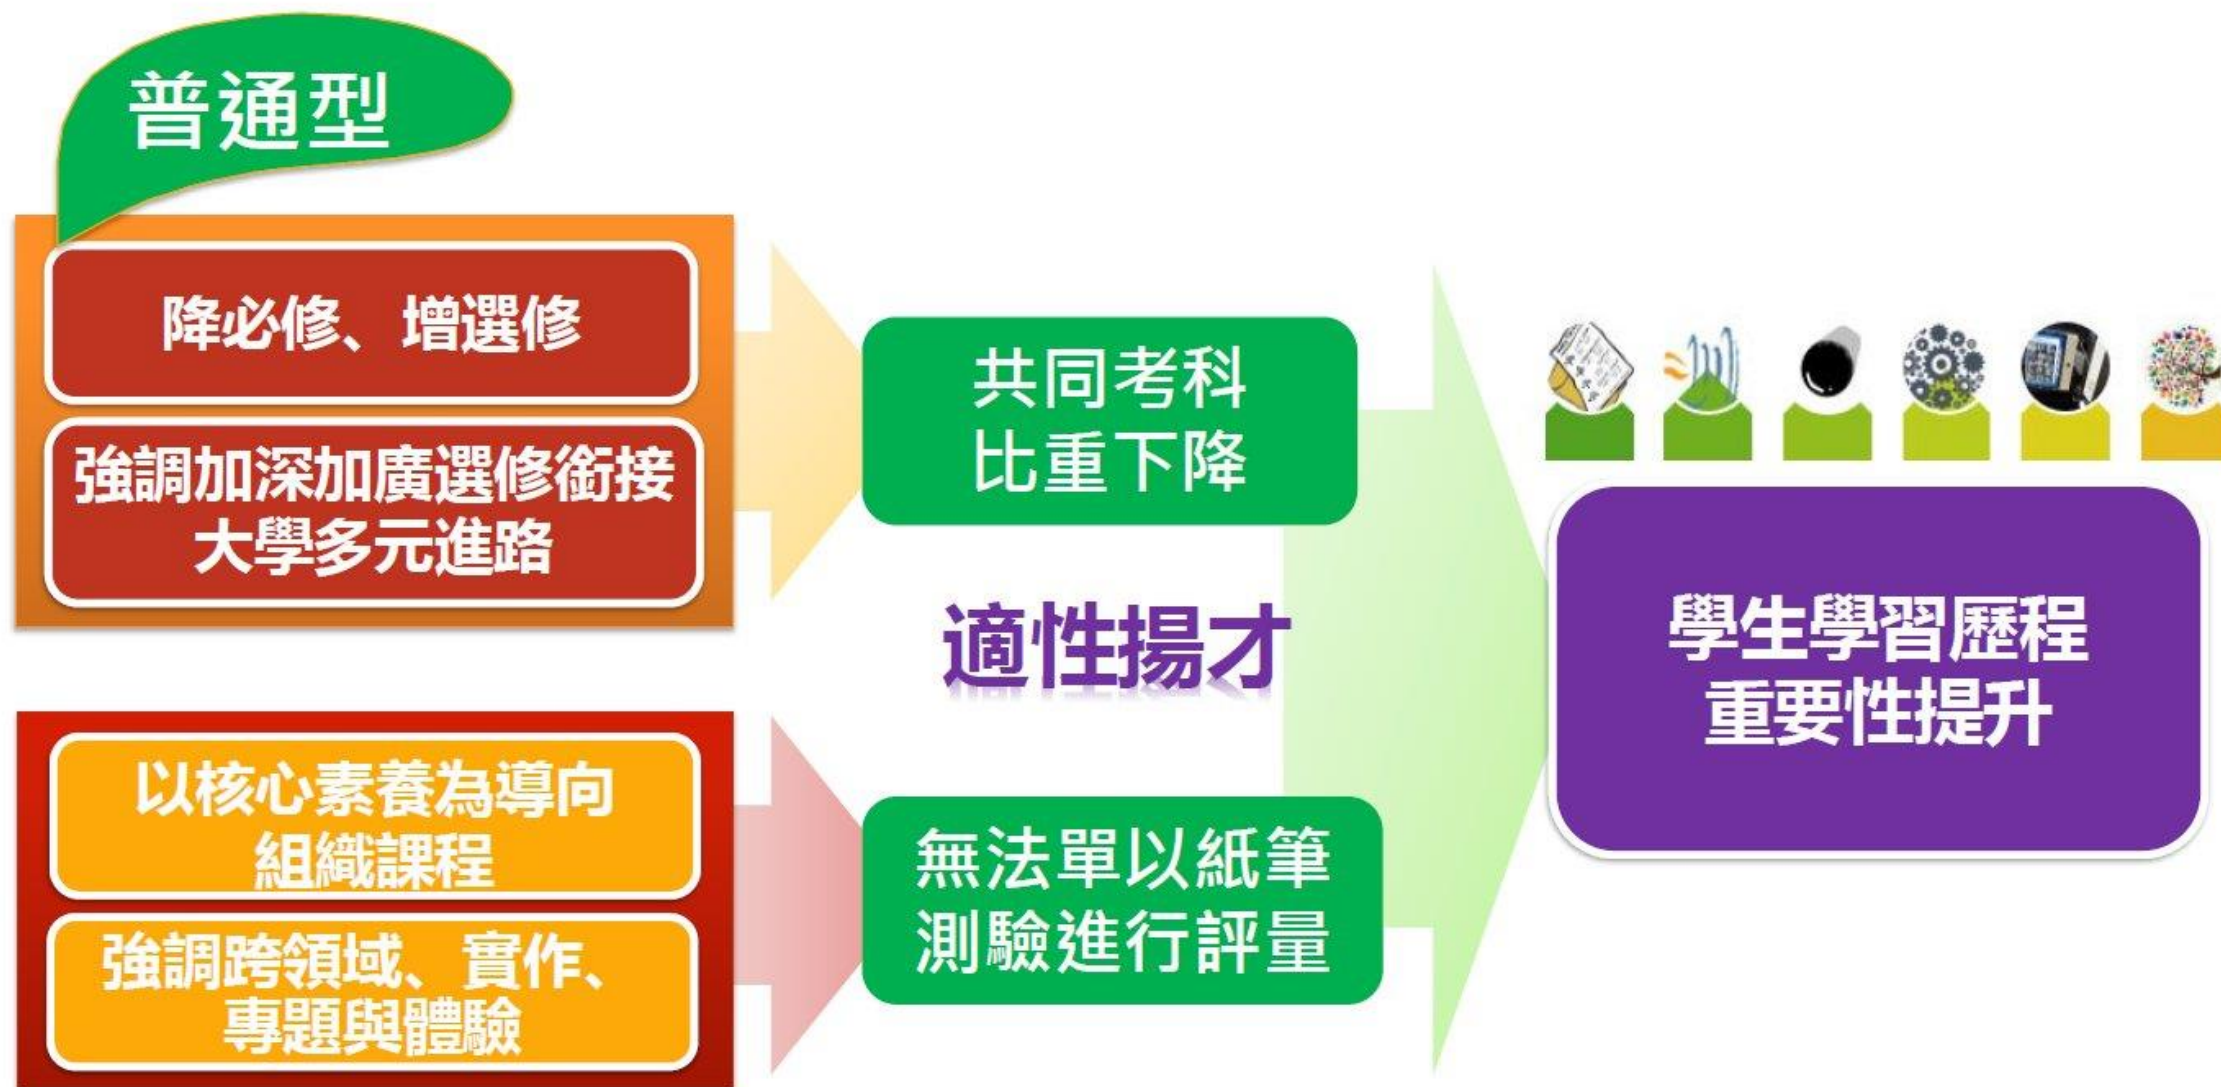 普通型
降必修、增選修
強調加深加廣選修銜接
大學多元進路
共同考科
比重下降
適性揚才
以核心素養為導向
組織課程
強調跨領域、實作、
專題與體驗
無法單以紙筆
測驗進行評量
學生學習歷程
重要性提升